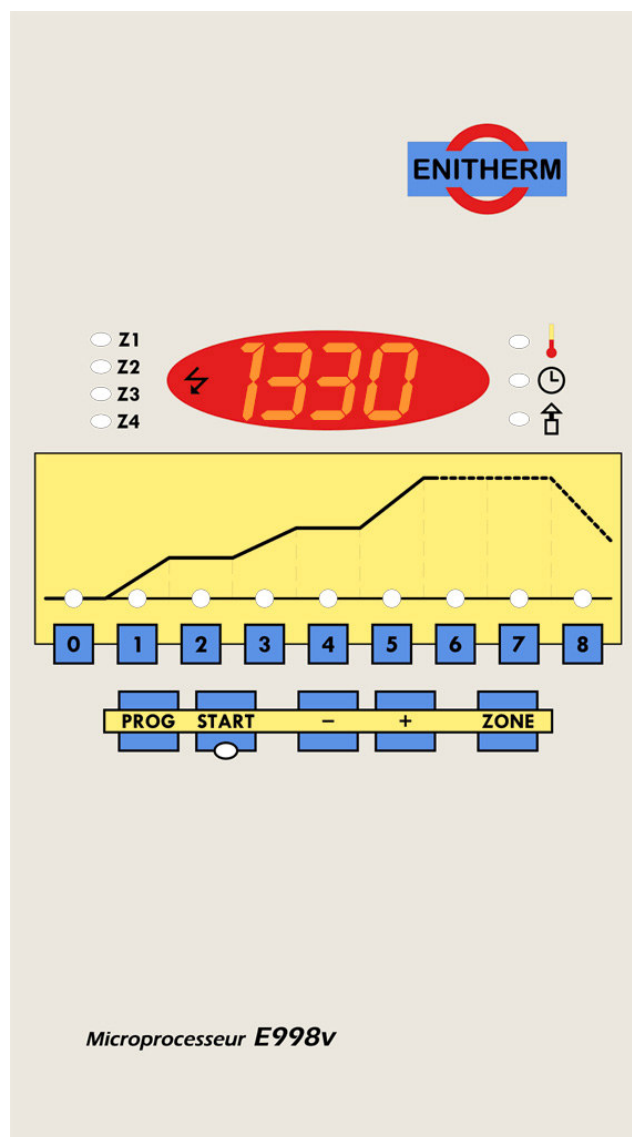 ENITHERM
Z1
Z2
Z3
Z4
1330
0 1 2 3 4 5 6 7 8
PROG START – + ZONE
Microprocesseur E998v